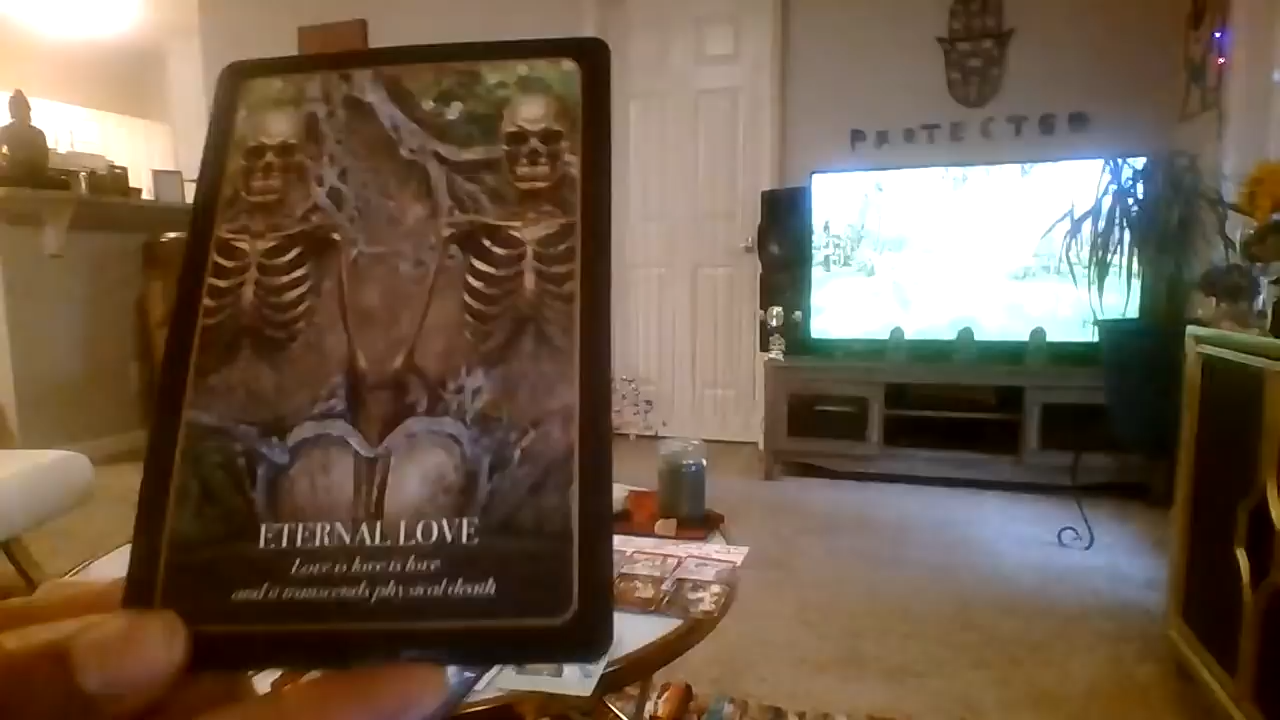 PROTECTED
ETERNAL LOVE
Love is love is love
and it transcends physical death